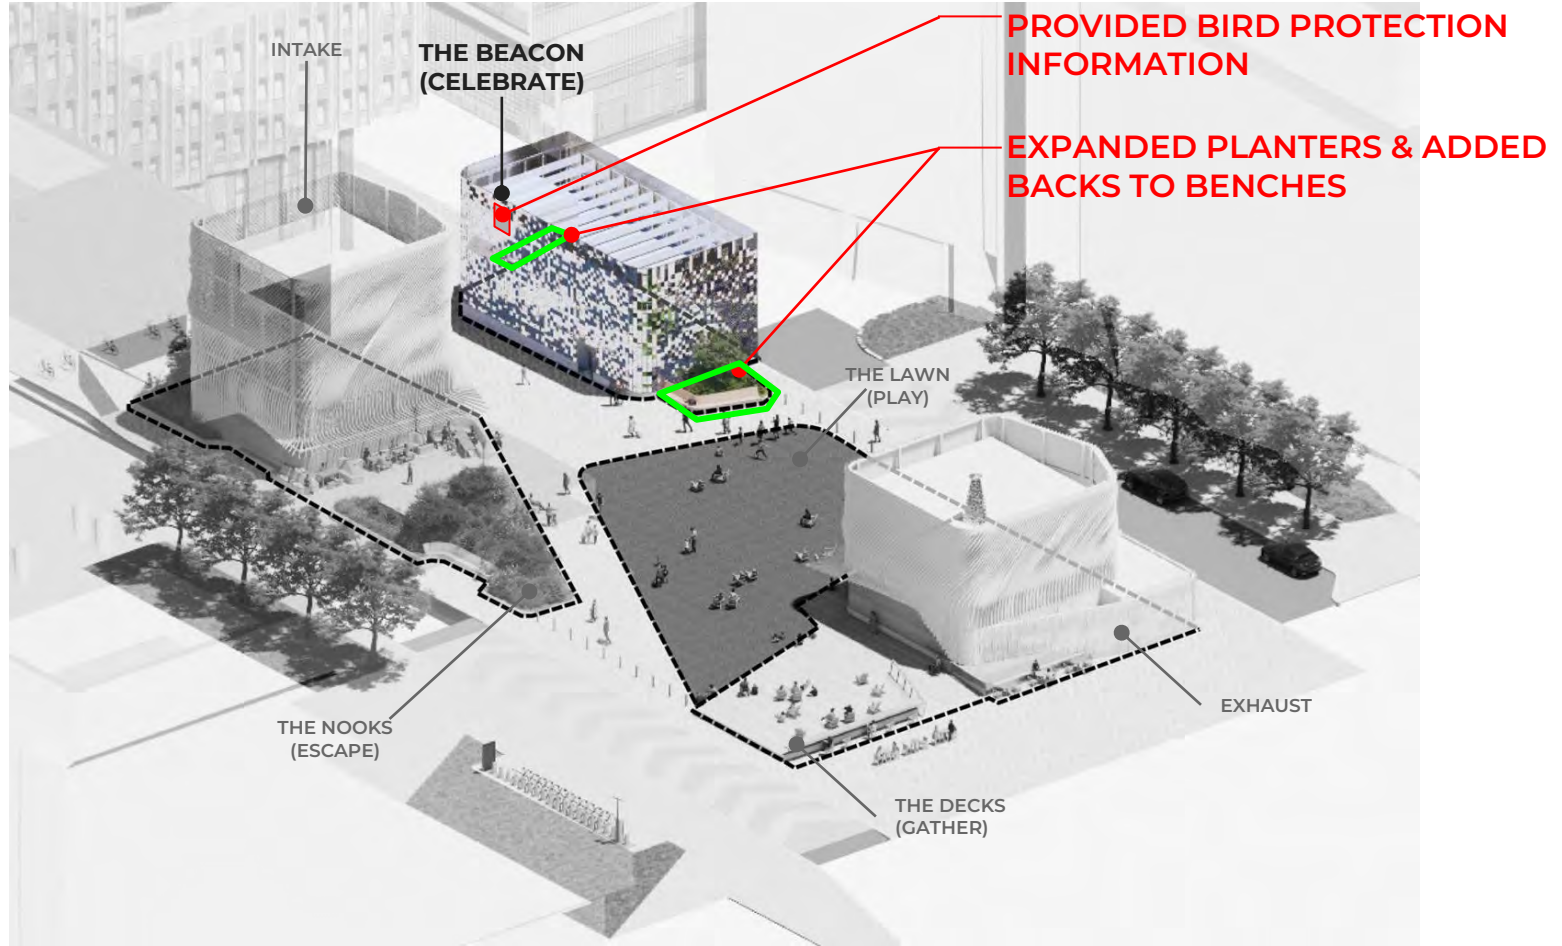 PROVIDED BIRD PROTECTION
INFORMATION
INTAKE
THE BEACON
(CELEBRATE)
EXPANDED PLANTERS & ADDED
BACKS TO BENCHES
THE LAWN
(PLAY)
EXHAUST
THE NOOKS
(ESCAPE)
THE DECKS
(GATHER)